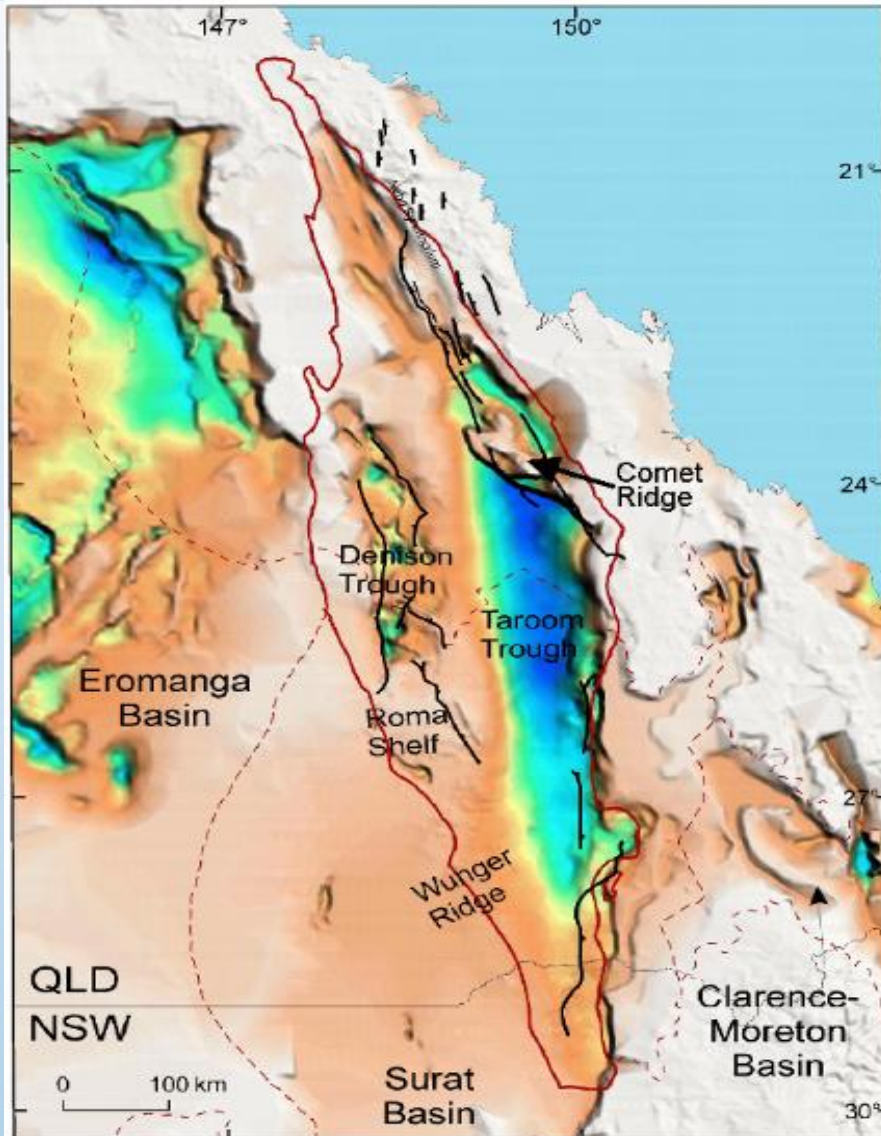 147°
150°
21°
Comet
Ridge
24°
Denison
Trough
Taroom
Trough
Eromanga
Basin
Roma
Shelf
27°
Wunger
Ridge
QLD
NSW
Clarence-
Moreton
Basin
0 100 km
Surat
Basin
30°